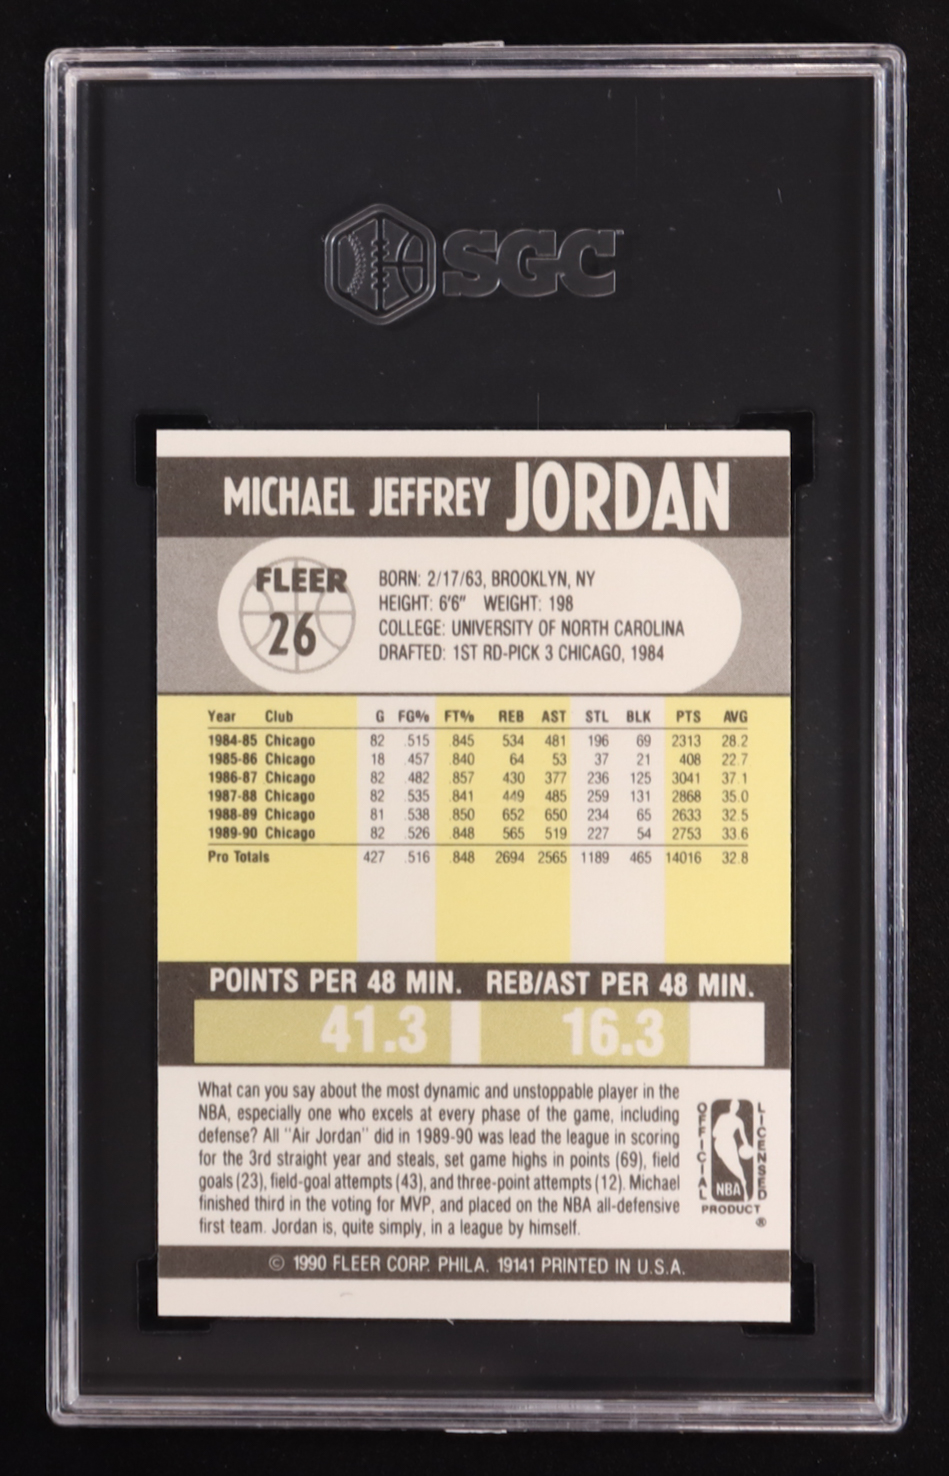 SGC
MICHAEL JEFFREY JORDAN
FLEER
26
BORN: 2/17/63, BROOKLYN, NY
HEIGHT: 6'6" WEIGHT: 198
COLLEGE: UNIVERSITY OF NORTH CAROLINA
DRAFTED: 1ST RD-PICK 3 CHICAGO, 1984
Year Club G FG% FT% REB AST STL BLK PTS AVG
1984-85 Chicago 82 .515 .845 534 481 196 69 2313 28.2
1985-86 Chicago 18 .457 .840 64 53 37 21 408 22.7
1986-87 Chicago 82 .482 .857 430 377 236 125 3041 37.1
1987-88 Chicago 82 .535 .841 449 485 259 131 2868 35.0
1988-89 Chicago 81 .538 .850 652 650 234 65 2633 32.5
1989-90 Chicago 82 .526 .848 565 519 227 54 2753 33.6
Pro Totals 427 .516 .848 2694 2565 1189 465 14016 32.8
POINTS PER 48 MIN. REB/AST PER 48 MIN.
41.3 16.3
What can you say about the most dynamic and unstoppable player in the
NBA, especially one who excels at every phase of the game, including
defense? All "Air Jordan" did in 1989-90 was lead the league in scoring
for the 3rd straight year and steals, set game highs in points (69), field
goals (23), field-goal attempts (43), and three-point attempts (12). Michael
finished third in the voting for MVP, and placed on the NBA all-defensive
first team. Jordan is, quite simply, in a league by himself.
OFFICIAL LICENSED
NBA
PRODUCT
®
© 1990 FLEER CORP. PHILA. 19141 PRINTED IN U.S.A.